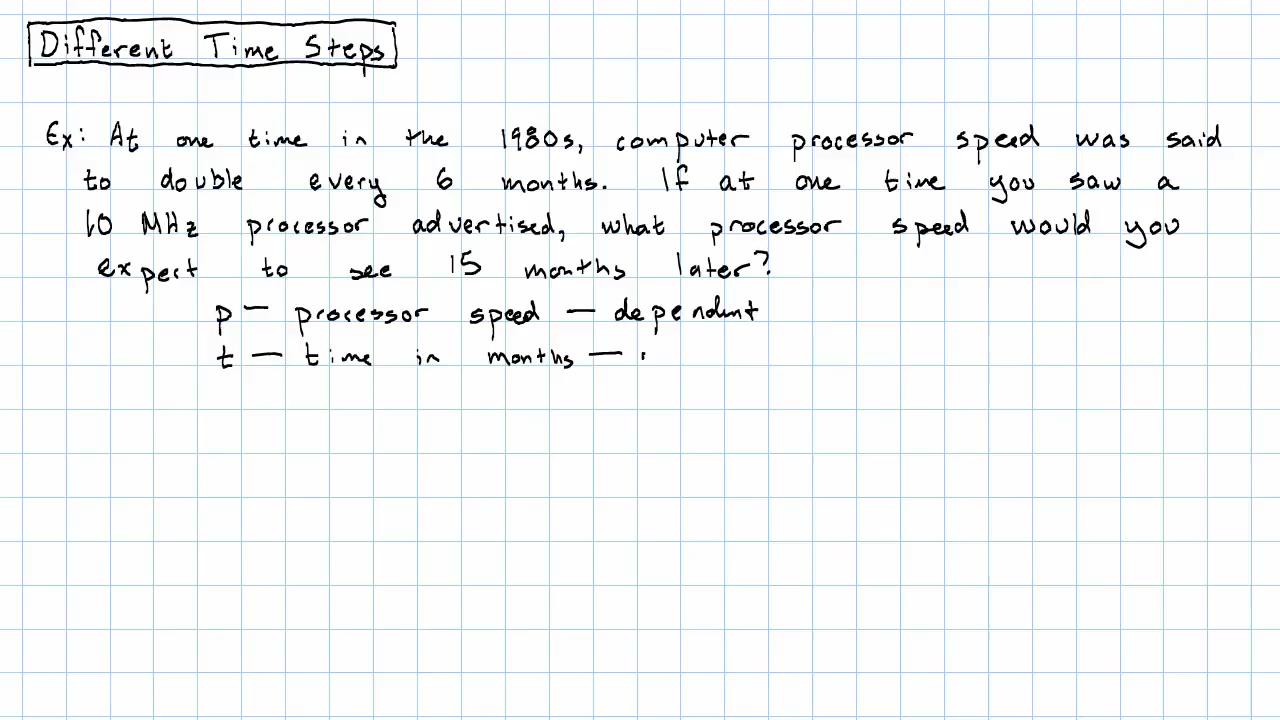 Different Time Steps
Ex: At one time in the 1980s, computer processor speed was said
to double every 6 months. If at one time you saw a
10 MHz processor advertised, what processor speed would you
expect to see 15 months later?
p — processor speed — dependent
t — time in months —